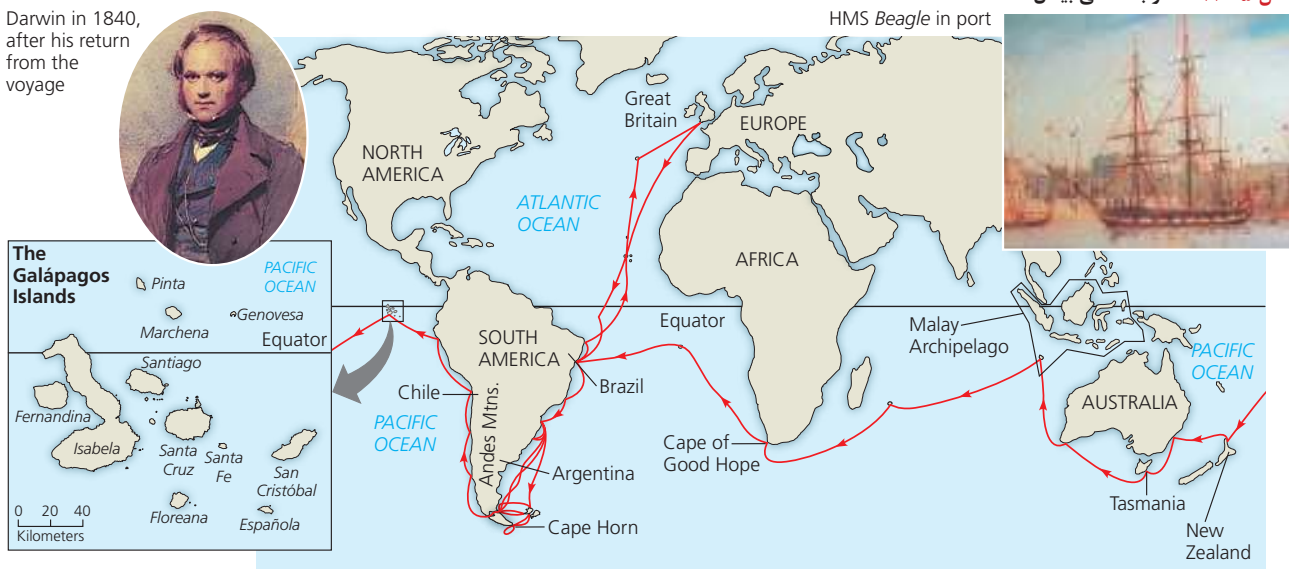 Darwin in 1840,
after his return
from the
voyage
HMS Beagle in port
Great
Britain
EUROPE
NORTH
AMERICA
ATLANTIC
OCEAN
AFRICA
The
Galápagos
Islands
PACIFIC
OCEAN
Pinta
Marchena
Genovesa
Equator
Santiago
Fernandina
Isabela
Santa
Cruz
Santa
Fe
San
Cristóbal
Floreana
Española
0 20 40
Kilometers
SOUTH
AMERICA
Equator
Brazil
Chile
Andes Mtns.
PACIFIC
OCEAN
Argentina
Cape Horn
Cape of
Good Hope
Malay
Archipelago
PACIFIC
OCEAN
AUSTRALIA
Tasmania
New
Zealand